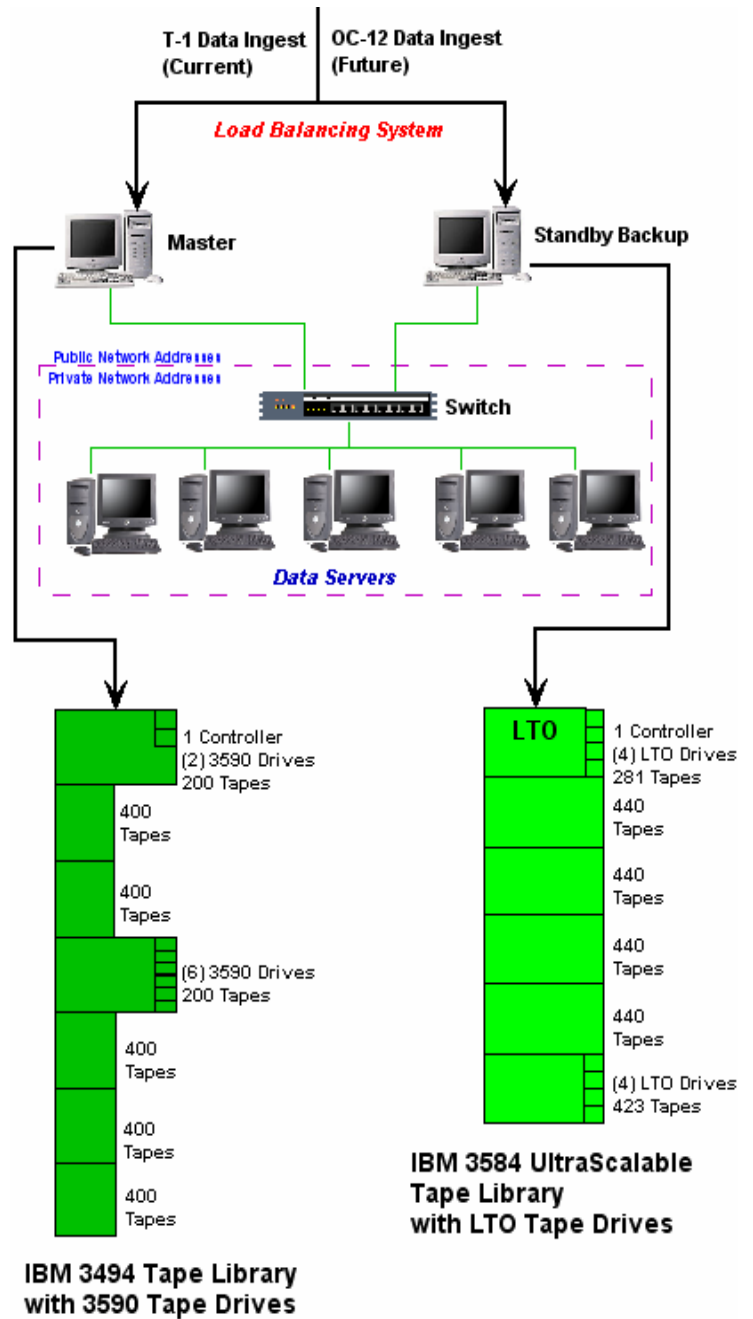 T-1 Data Ingest
(Current)
OC-12 Data Ingest
(Future)
Load Balancing System
Master
Standby Backup
Public Network Addresses
Private Network Addresses
Switch
Data Servers
1 Controller
(2) 3590 Drives
200 Tapes
400
Tapes
400
Tapes
(6) 3590 Drives
200 Tapes
400
Tapes
400
Tapes
400
Tapes
IBM 3494 Tape Library
with 3590 Tape Drives
LTO
1 Controller
(4) LTO Drives
281 Tapes
440
Tapes
440
Tapes
440
Tapes
440
Tapes
(4) LTO Drives
423 Tapes
IBM 3584 UltraScalable
Tape Library
with LTO Tape Drives